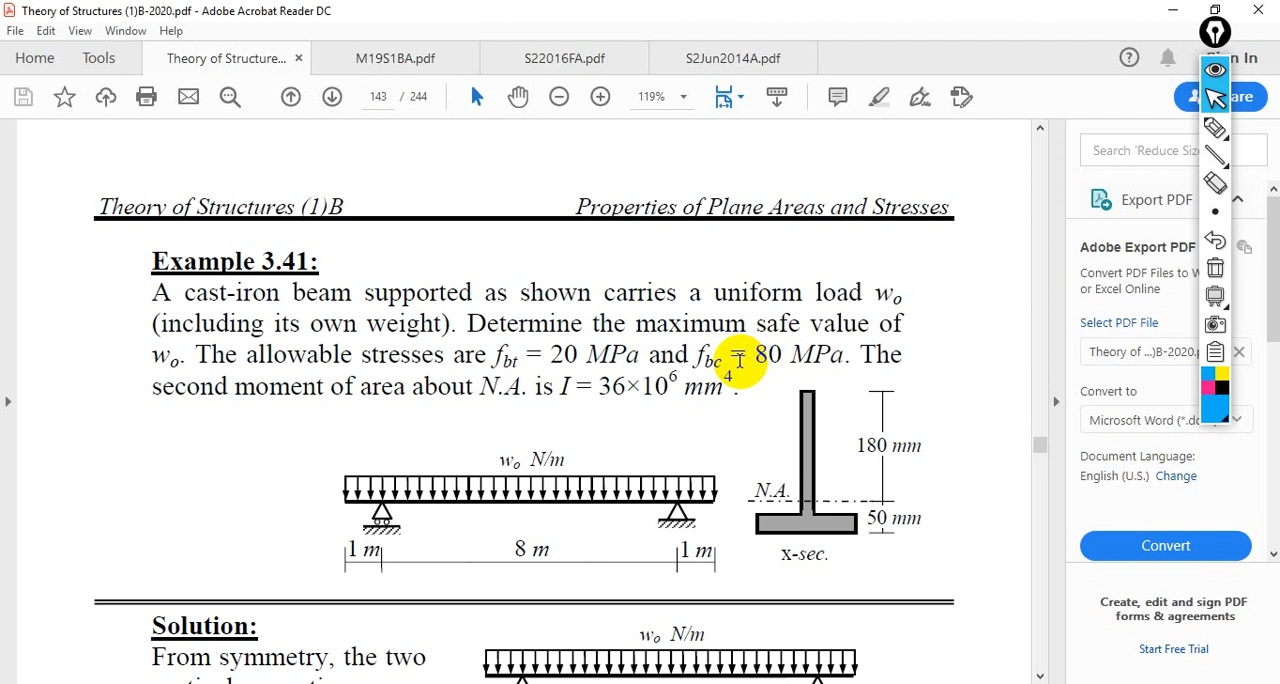 Theory of Structures (1)B-2020.pdf - Adobe Acrobat Reader DC
File Edit View Window Help
Home Tools Theory of Structure... × M19S1BA.pdf S22016FA.pdf S2Jun2014A.pdf In
143 / 244 119%
Search 'Reduce
Theory of Structures (1)B Properties of Plane Areas and Stresses
Export PDF
Example 3.41:
Adobe Export PDF
A cast-iron beam supported as shown carries a uniform load wo
Convert PDF Files to
(including its own weight). Determine the maximum safe value of
or Excel Online
wo. The allowable stresses are fbt = 20 MPa and fbc = 80 MPa. The
Select PDF File
second moment of area about N.A. is I = 36×10⁶ mm⁴.
Theory of ...)B-2020.
Convert to
Microsoft Word (*.do
180 mm
wo N/m
N.A.
Document Language:
English (U.S.) Change
50 mm
1 m 8 m 1 m
x-sec.
Convert
Solution:
Create, edit and sign PDF
forms & agreements
wo N/m
From symmetry, the two
Start Free Trial